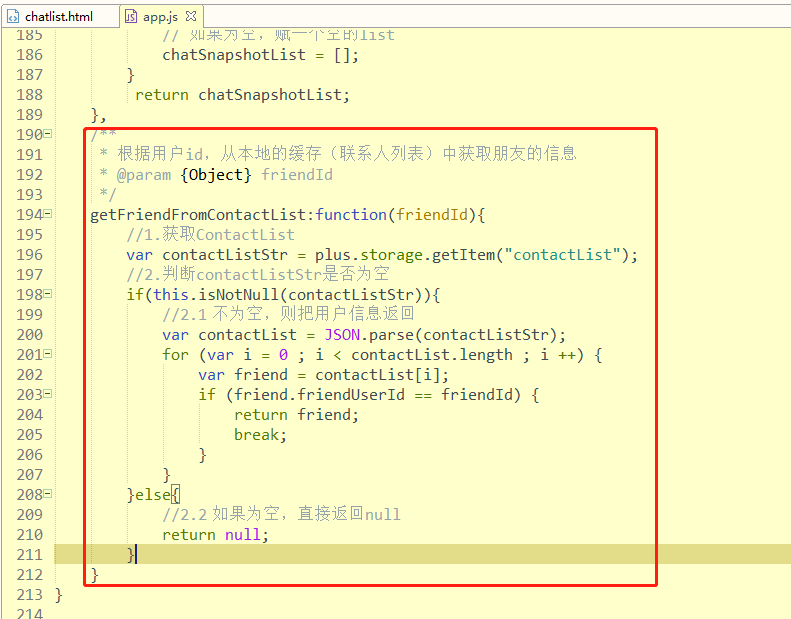 chatlist.html app.js
185 // 如果为空，赋一个空的list
186 chatSnapshotList = [];
187 }
188 return chatSnapshotList;
189 },
190 /**
191 * 根据用户id，从本地的缓存（联系人列表）中获取朋友的信息
192 * @param {Object} friendId
193 */
194 getFriendFromContactList:function(friendId){
195 //1.获取ContactList
196 var contactListStr = plus.storage.getItem("contactList");
197 //2.判断contactListStr是否为空
198 if(this.isNotNull(contactListStr)){
199 //2.1 不为空，则把用户信息返回
200 var contactList = JSON.parse(contactListStr);
201 for (var i = 0 ; i < contactList.length ; i ++) {
202 var friend = contactList[i];
203 if (friend.friendUserId == friendId) {
204 return friend;
205 break;
206 }
207 }
208 }else{
209 //2.2 如果为空，直接返回null
210 return null;
211 }
212 }
213 }
214